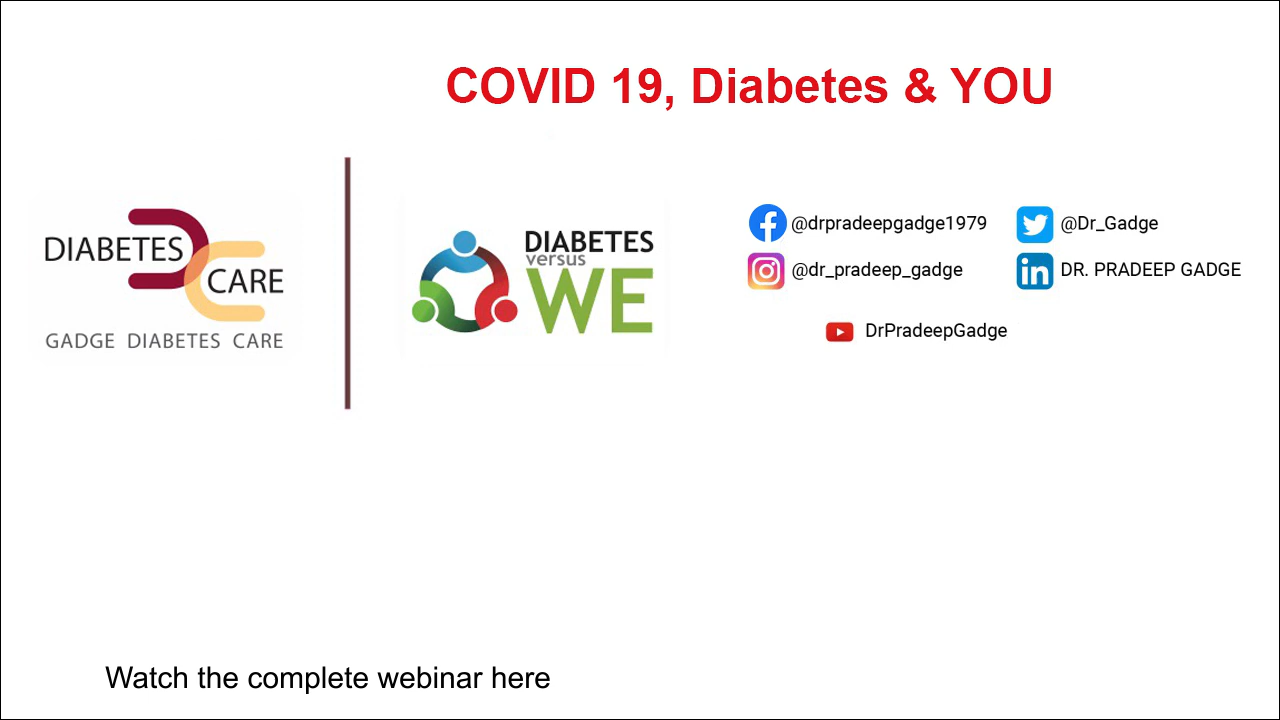 COVID 19, Diabetes & YOU
DIABETES
CARE
GADGE DIABETES CARE
DIABETES
versus
WE
@drpradeepgadge1979
@Dr_Gadge
@dr_pradeep_gadge
DR. PRADEEP GADGE
DrPradeepGadge
Watch the complete webinar here